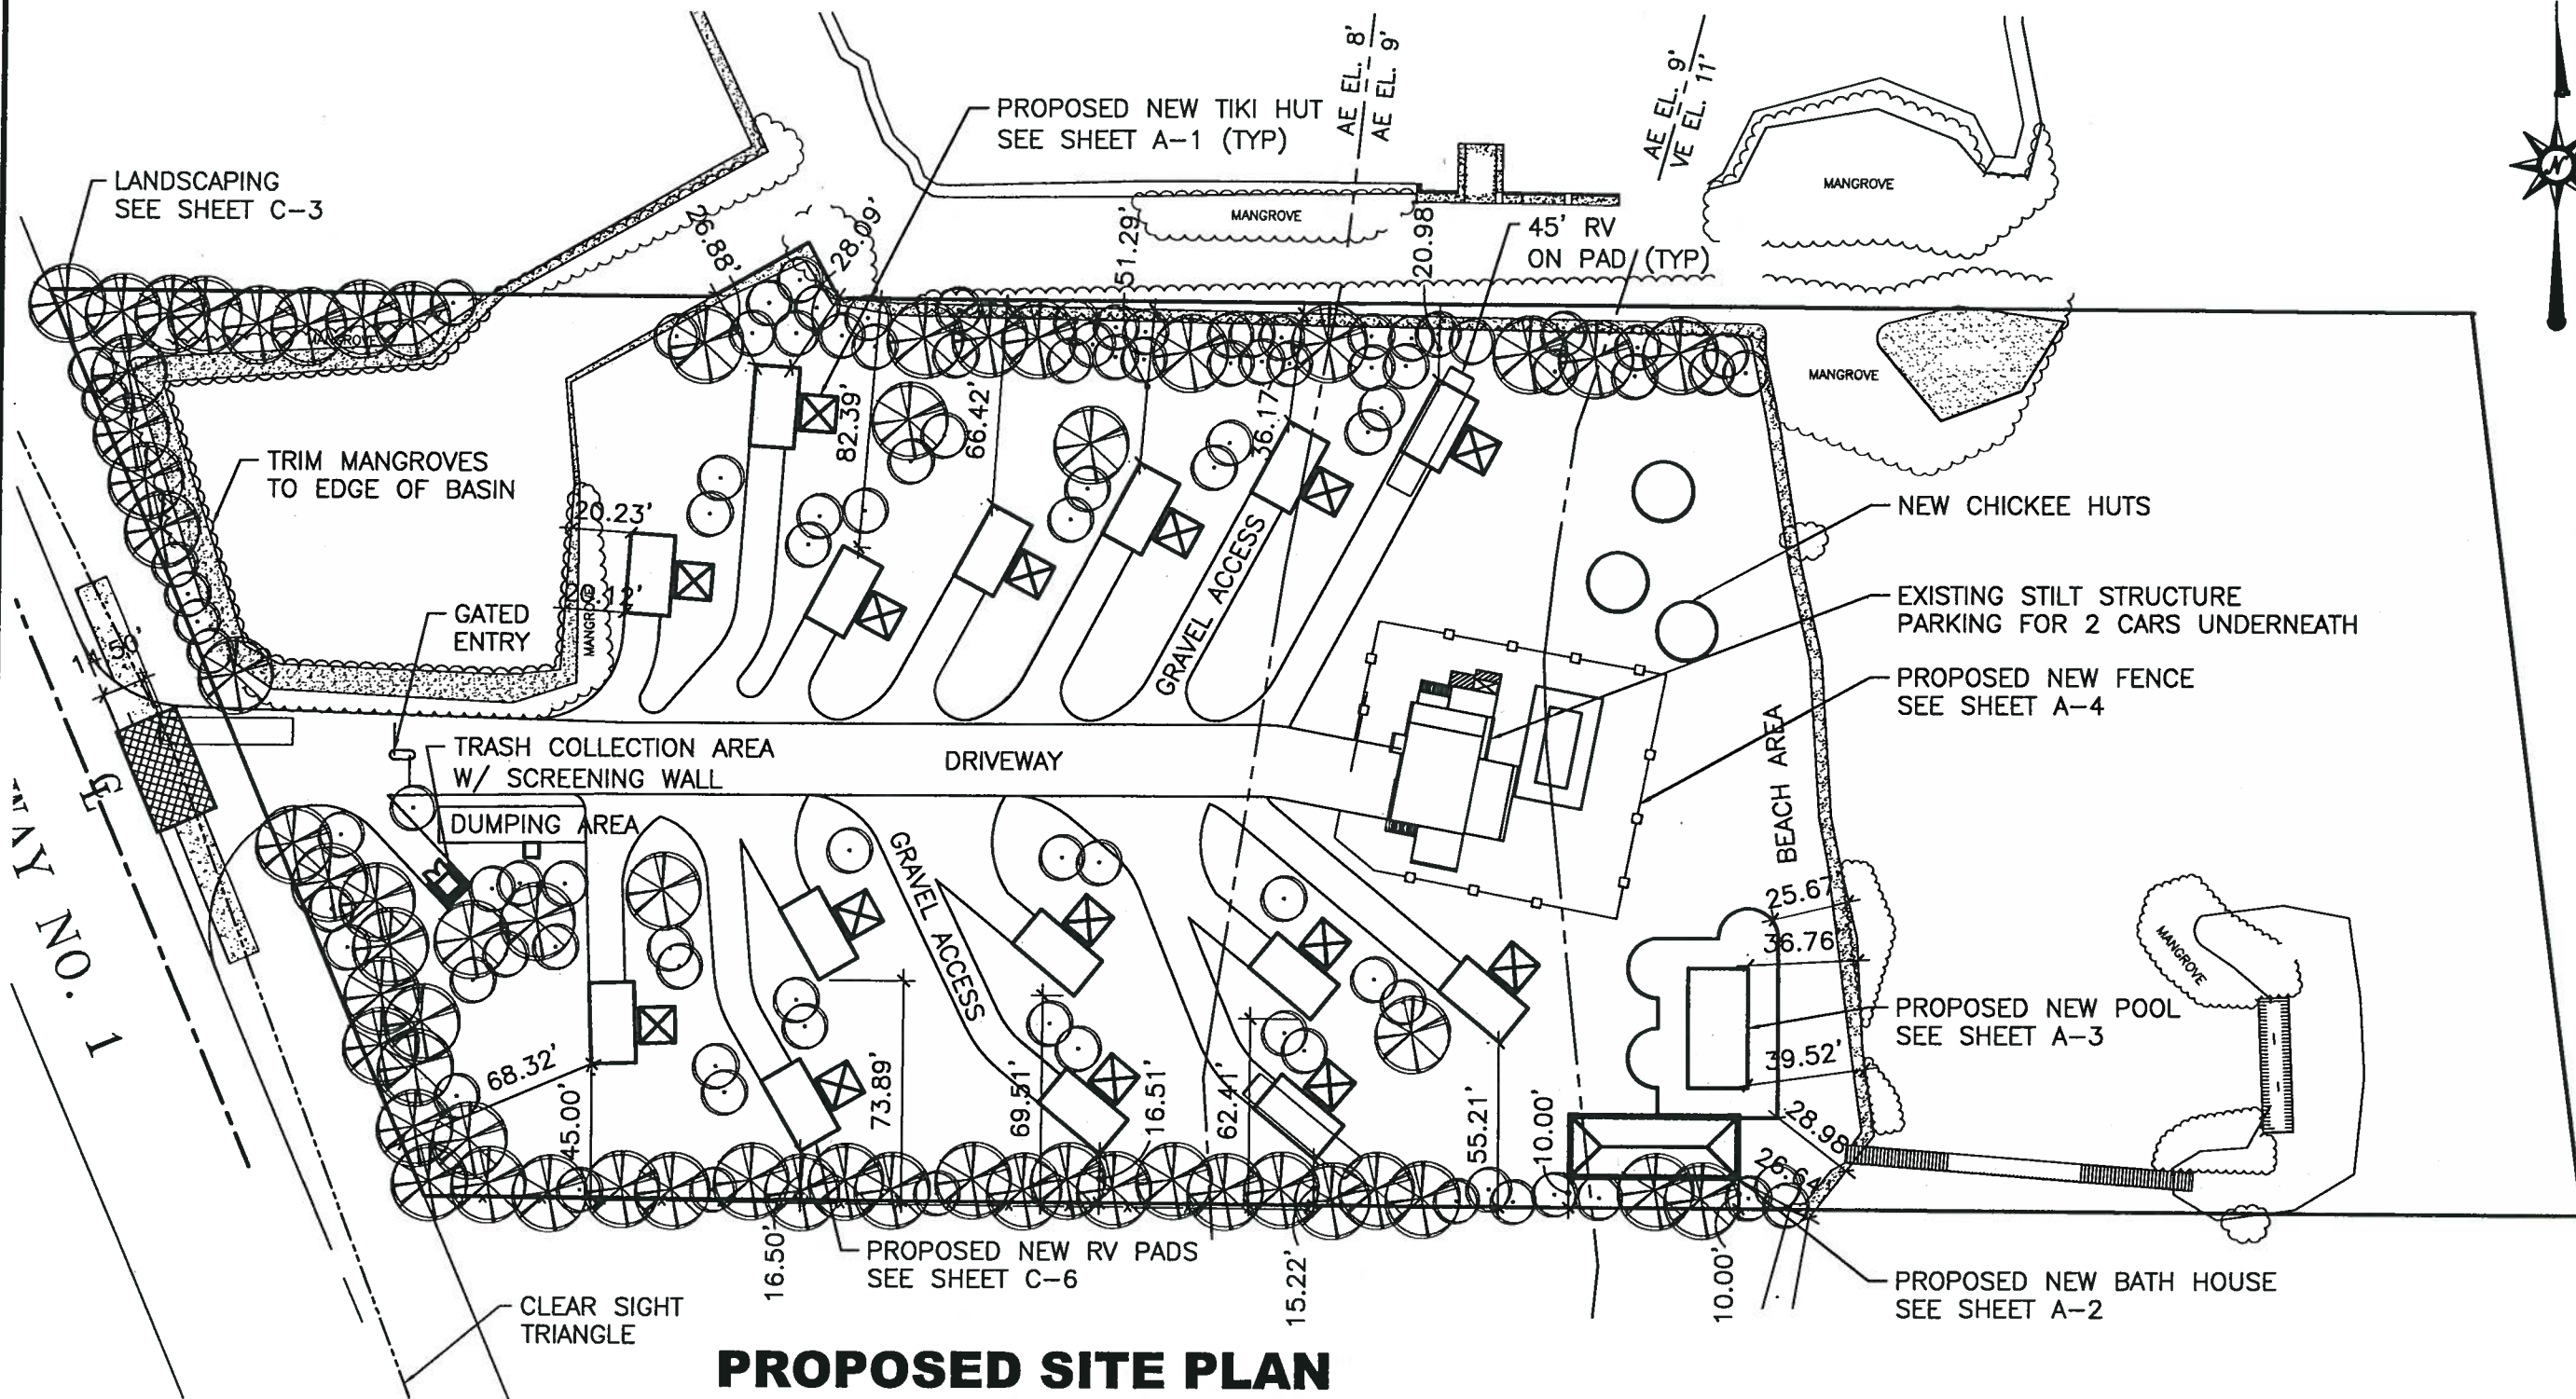 AE EL. 8'
AE EL. 9'
AE EL. 9'
VE EL. 11'
PROPOSED NEW TIKI HUT
SEE SHEET A-1 (TYP)
N
LANDSCAPING
SEE SHEET C-3
MANGROVE
MANGROVE
45' RV
ON PAD (TYP)
26.88'
28.09'
51.29'
20.98'
MANGROVE
MANGROVE
82.39'
66.42'
36.17'
TRIM MANGROVES
TO EDGE OF BASIN
20.23'
NEW CHICKEE HUTS
GRAVEL ACCESS
EXISTING STILT STRUCTURE
PARKING FOR 2 CARS UNDERNEATH
20.12'
MANGROVE
GATED
ENTRY
14.50'
PROPOSED NEW FENCE
SEE SHEET A-4
TRASH COLLECTION AREA
W/ SCREENING WALL
DRIVEWAY
BEACH AREA
DUMPING AREA
WY NO. 1
GRAVEL ACCESS
25.67'
36.76'
MANGROVE
PROPOSED NEW POOL
SEE SHEET A-3
39.52'
68.32'
45.00'
73.89'
69.51'
16.51'
62.41'
55.21'
10.00'
28.98'
26.64'
16.50'
PROPOSED NEW RV PADS
SEE SHEET C-6
15.22'
10.00'
PROPOSED NEW BATH HOUSE
SEE SHEET A-2
CLEAR SIGHT
TRIANGLE
PROPOSED SITE PLAN